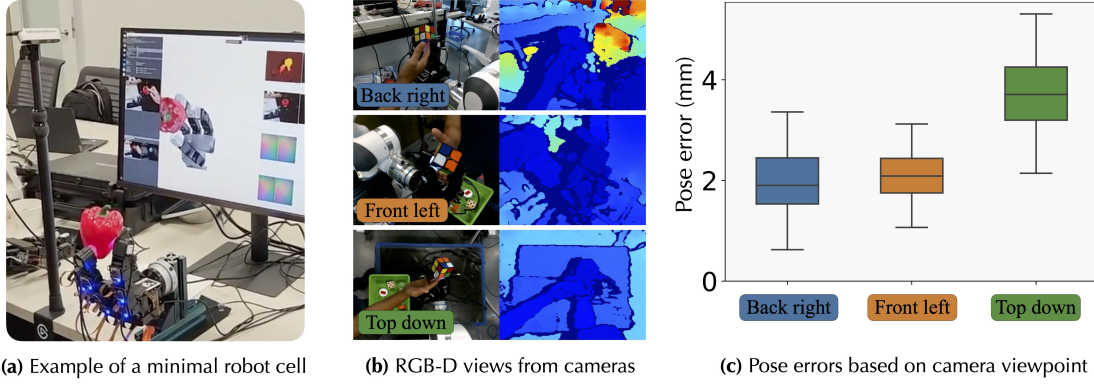 Back right
Front left
Top down
Pose error (mm)
4
2
0
Back right
Front left
Top down
(a) Example of a minimal robot cell
(b) RGB-D views from cameras
(c) Pose errors based on camera viewpoint